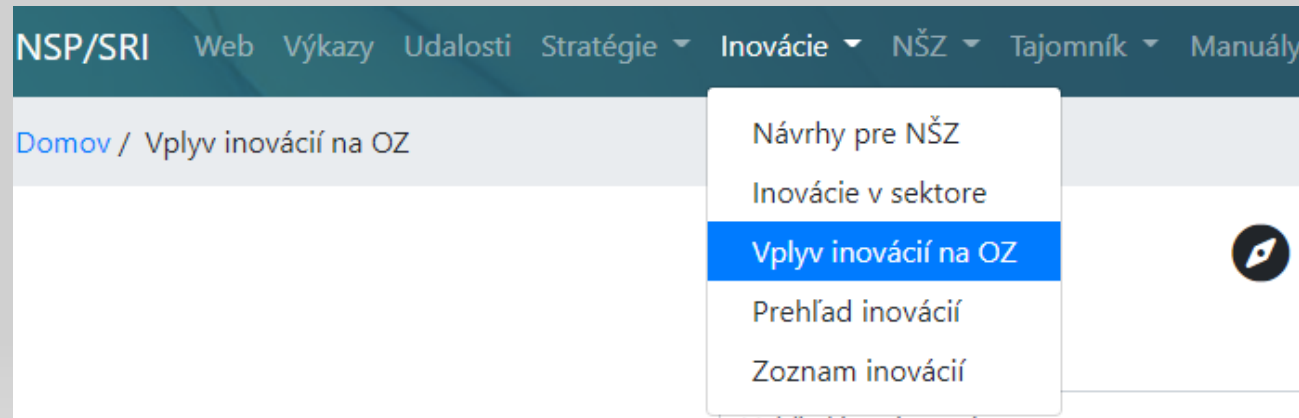 NSP/SRI Web Výkazy Udalosti Stratégie Inovácie NŠZ Tajomník Manuály
Domov / Vplyv inovácií na OZ
Návrhy pre NŠZ
Inovácie v sektore
Vplyv inovácií na OZ
Prehľad inovácií
Zoznam inovácií